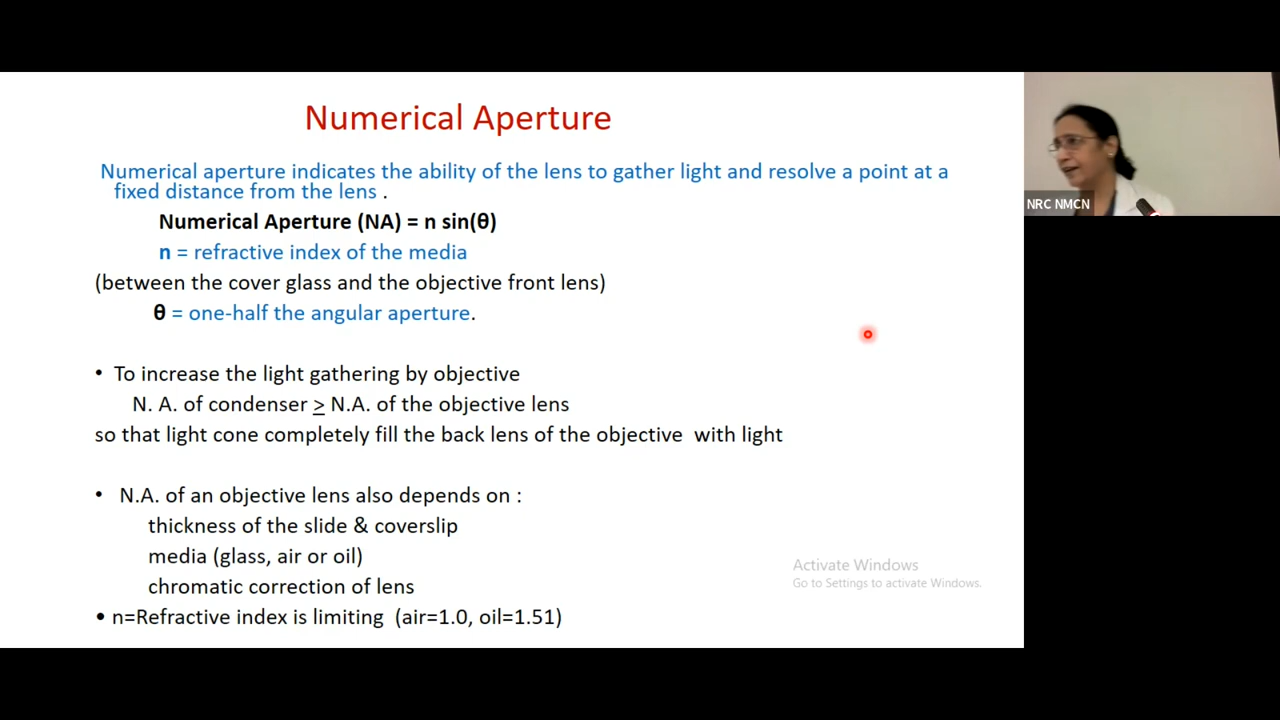 Numerical Aperture
Numerical aperture indicates the ability of the lens to gather light and resolve a point at a
fixed distance from the lens .
Numerical Aperture (NA) = n sin(θ)
n = refractive index of the media
(between the cover glass and the objective front lens)
θ = one-half the angular aperture.
• To increase the light gathering by objective
N. A. of condenser ≥ N.A. of the objective lens
so that light cone completely fill the back lens of the objective with light
• N.A. of an objective lens also depends on :
thickness of the slide & coverslip
media (glass, air or oil)
chromatic correction of lens
• n=Refractive index is limiting (air=1.0, oil=1.51)
Activate Windows
Go to Settings to activate Windows.
NRC NMCN